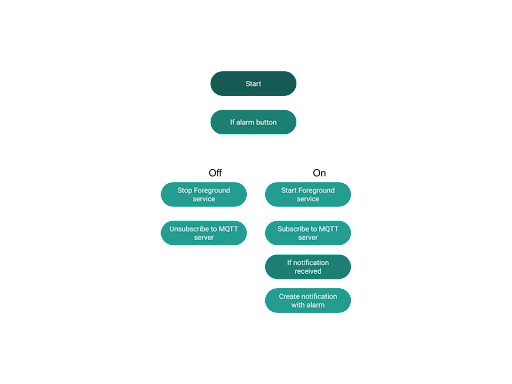 Start
If alarm button
Off
On
Stop Foreground
service
Start Foreground
service
Unsubscribe to MQTT
server
Subscribe to MQTT
server
If notification
received
Create notification
with alarm